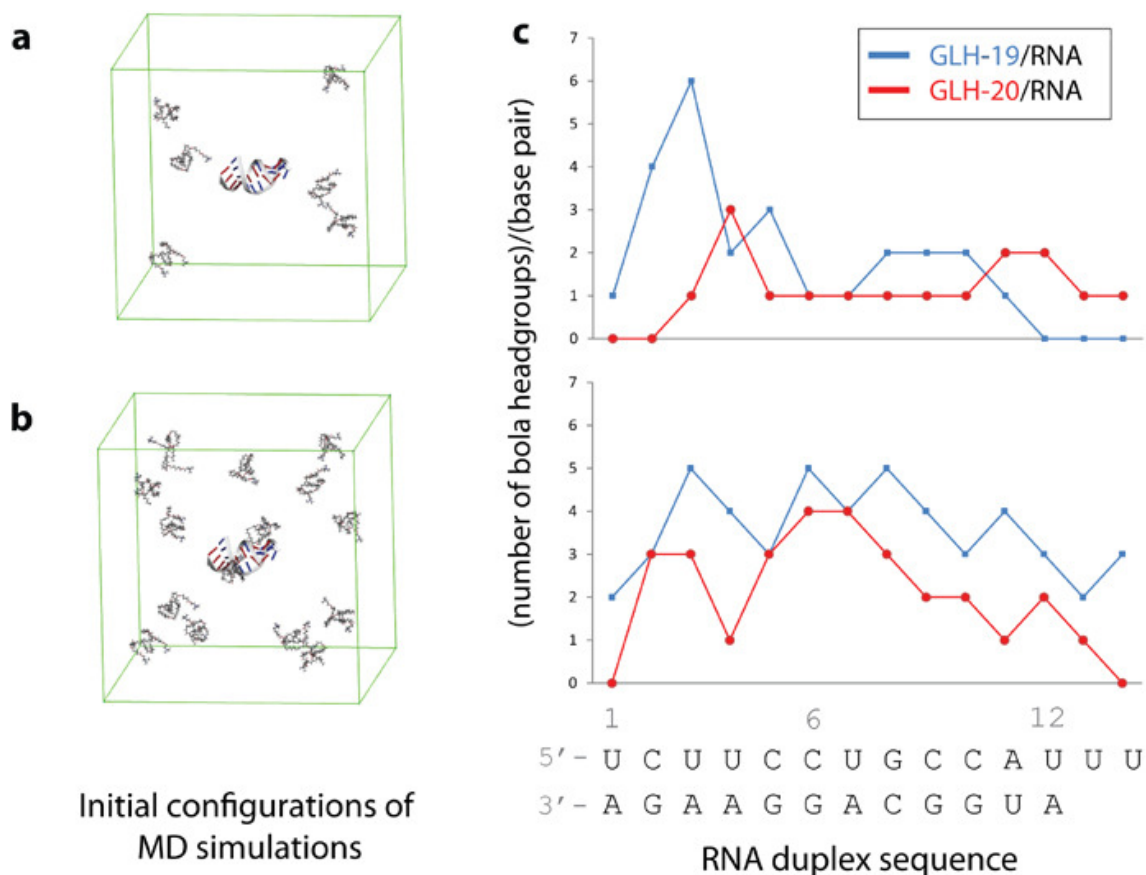 a
b
Initial configurations of
MD simulations
c
(number of bola headgroups)/(base pair)
GLH-19/RNA
GLH-20/RNA
7
6
5
4
3
2
1
0
7
6
5
4
3
2
1
0
1 6 12
5′- U C U U C C U G C C A U U U
3′- A G A A G G A C G G U A
RNA duplex sequence